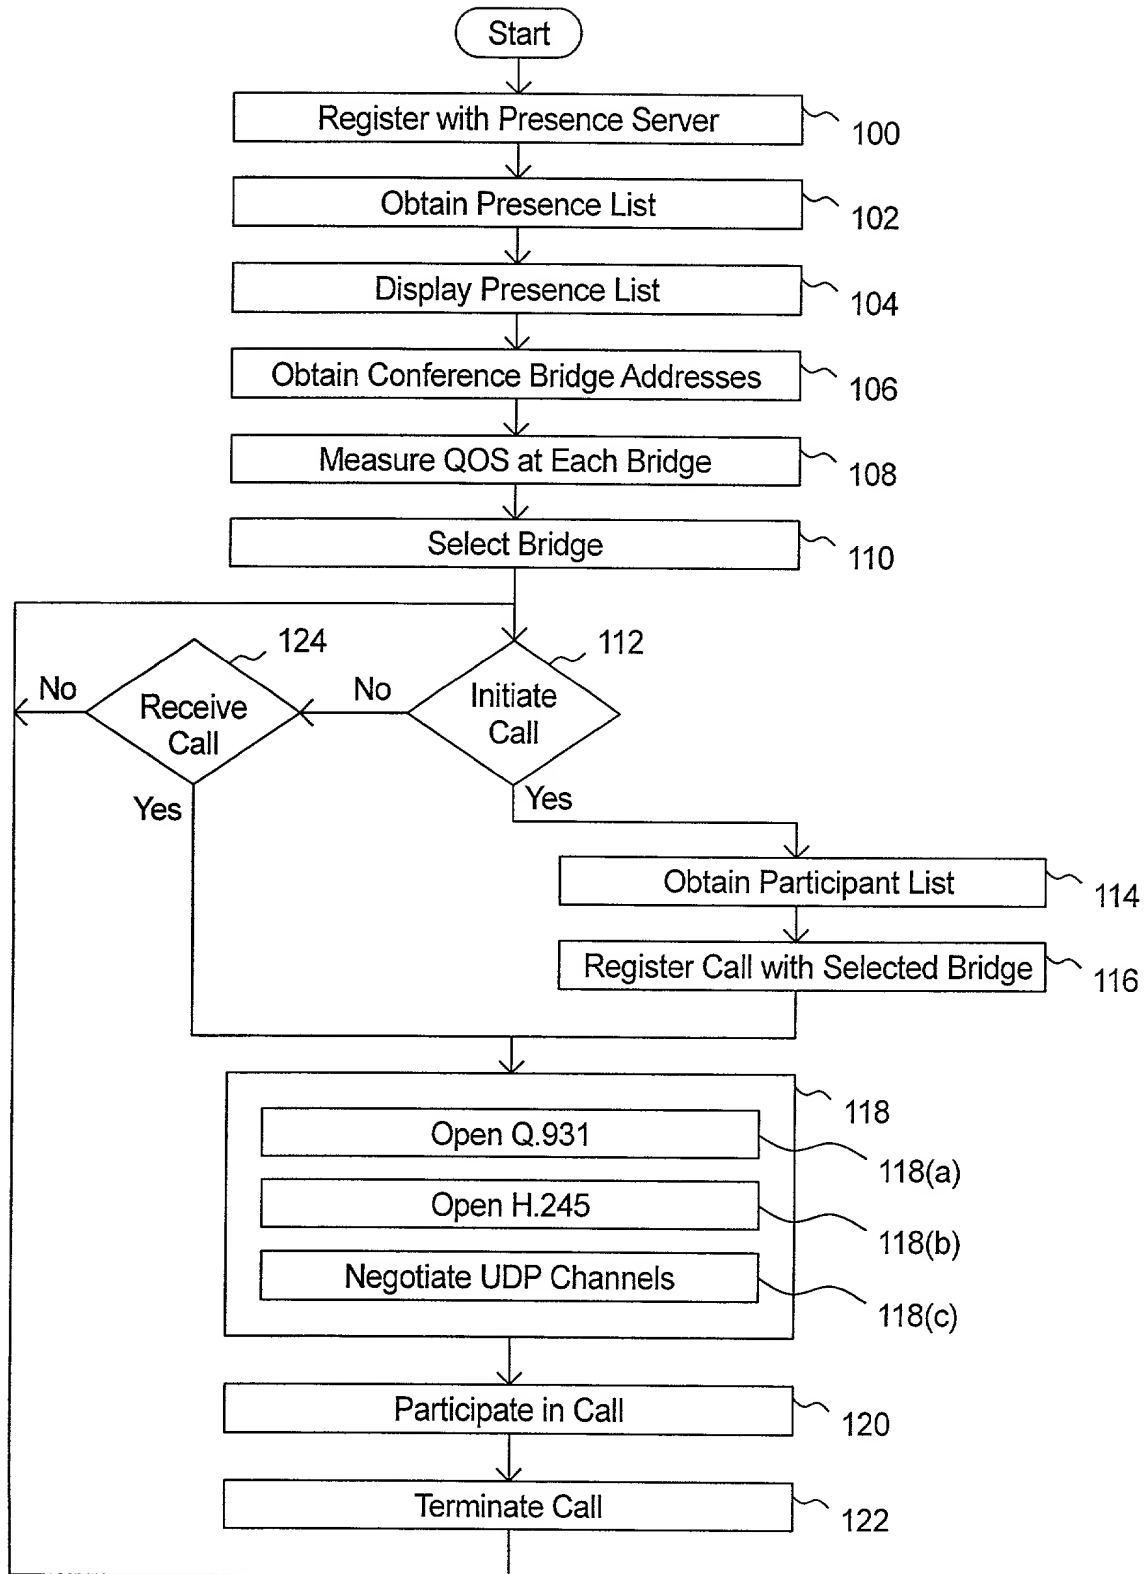 Start
Register with Presence Server
100
Obtain Presence List
102
Display Presence List
104
Obtain Conference Bridge Addresses
106
Measure QOS at Each Bridge
108
Select Bridge
110
124
112
No
Receive
Call
No
Initiate
Call
Yes
Yes
Obtain Participant List
114
Register Call with Selected Bridge
116
118
Open Q.931
118(a)
Open H.245
118(b)
Negotiate UDP Channels
118(c)
Participate in Call
120
Terminate Call
122